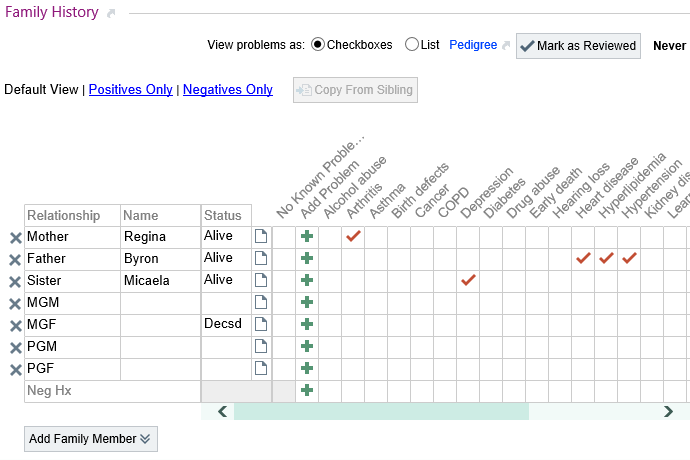 Family History
View problems as: Checkboxes List Pedigree Mark as Reviewed Never
Default View | Positives Only | Negatives Only Copy From Sibling
No Known Proble...
Add Problem
Alcohol abuse
Arthritis
Asthma
Birth defects
Cancer
COPD
Depression
Diabetes
Drug abuse
Early death
Hearing loss
Heart disease
Hyperlipidemia
Hypertension
Kidney dis
Lear
Relationship Name Status
Mother Regina Alive
Father Byron Alive
Sister Micaela Alive
MGM
MGF Decsd
PGM
PGF
Neg Hx
Add Family Member